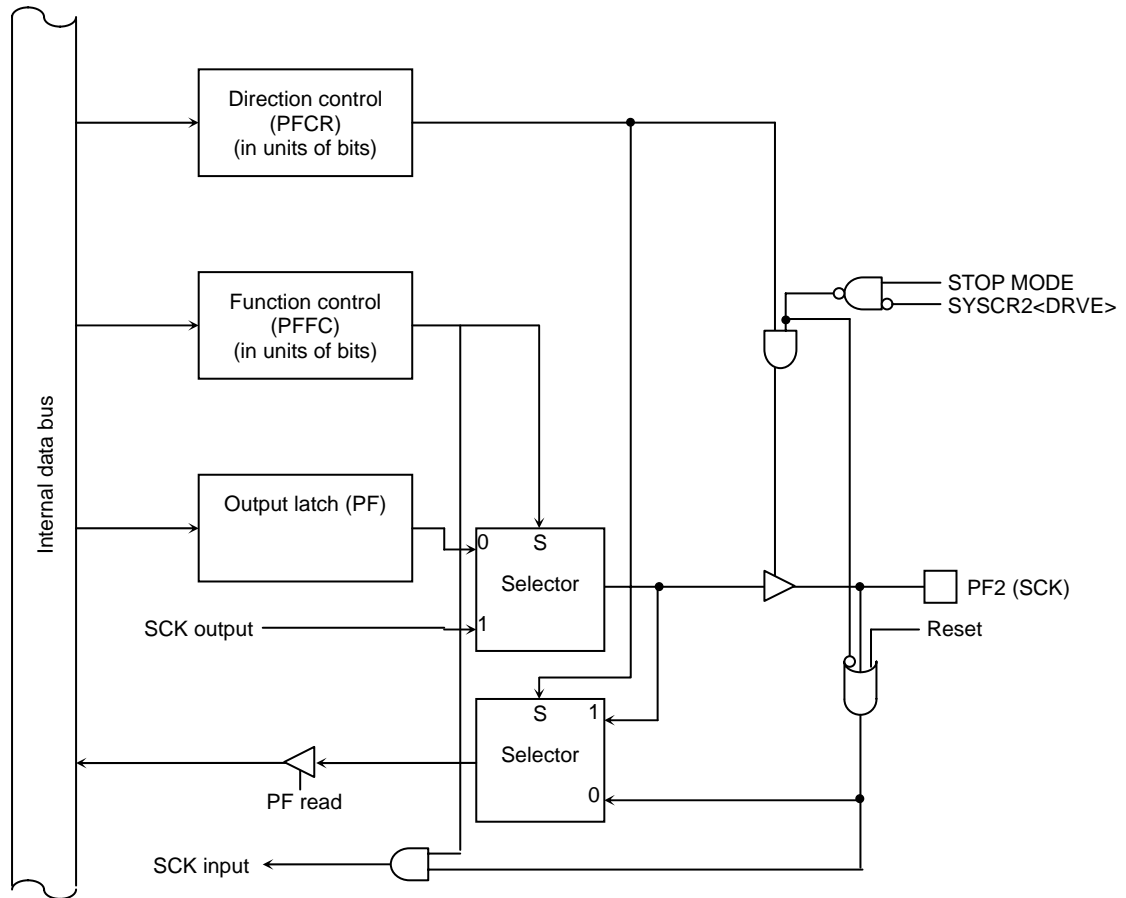 Internal data bus
Direction control
(PFCR)
(in units of bits)
STOP MODE
SYSCR2<DRVE>
Function control
(PFFC)
(in units of bits)
Output latch (PF)
0
S
Selector
1
SCK output
PF2 (SCK)
Reset
S
1
Selector
0
PF read
SCK input